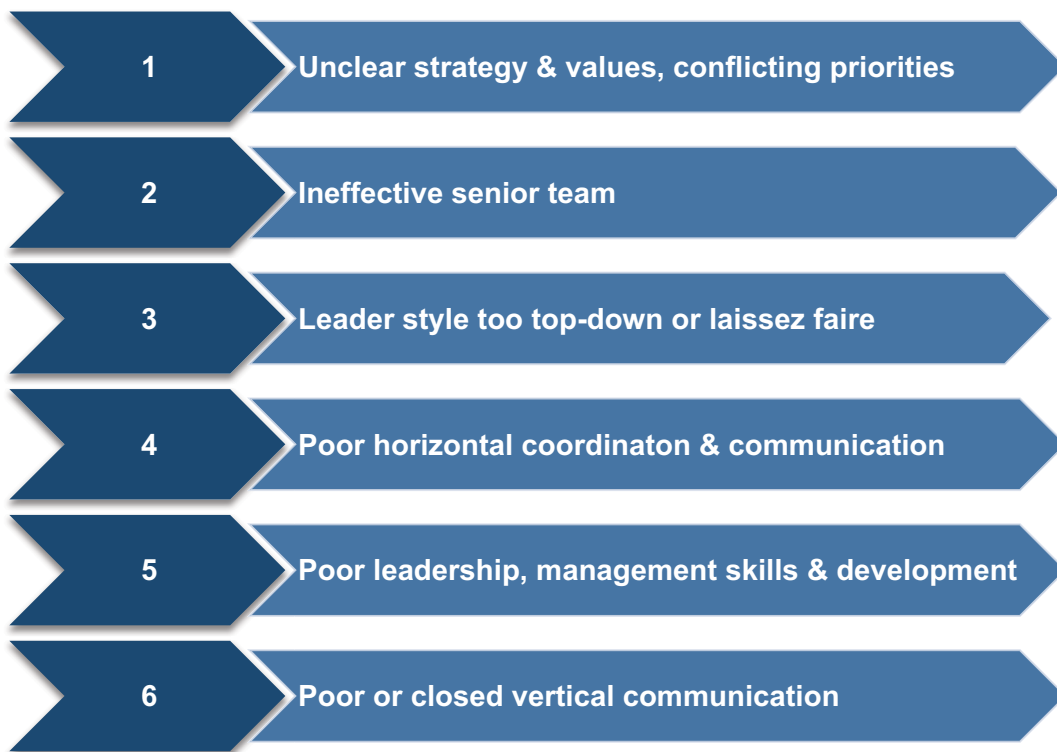 1 Unclear strategy & values, conflicting priorities
2 Ineffective senior team
3 Leader style too top-down or laissez faire
4 Poor horizontal coordinaton & communication
5 Poor leadership, management skills & development
6 Poor or closed vertical communication